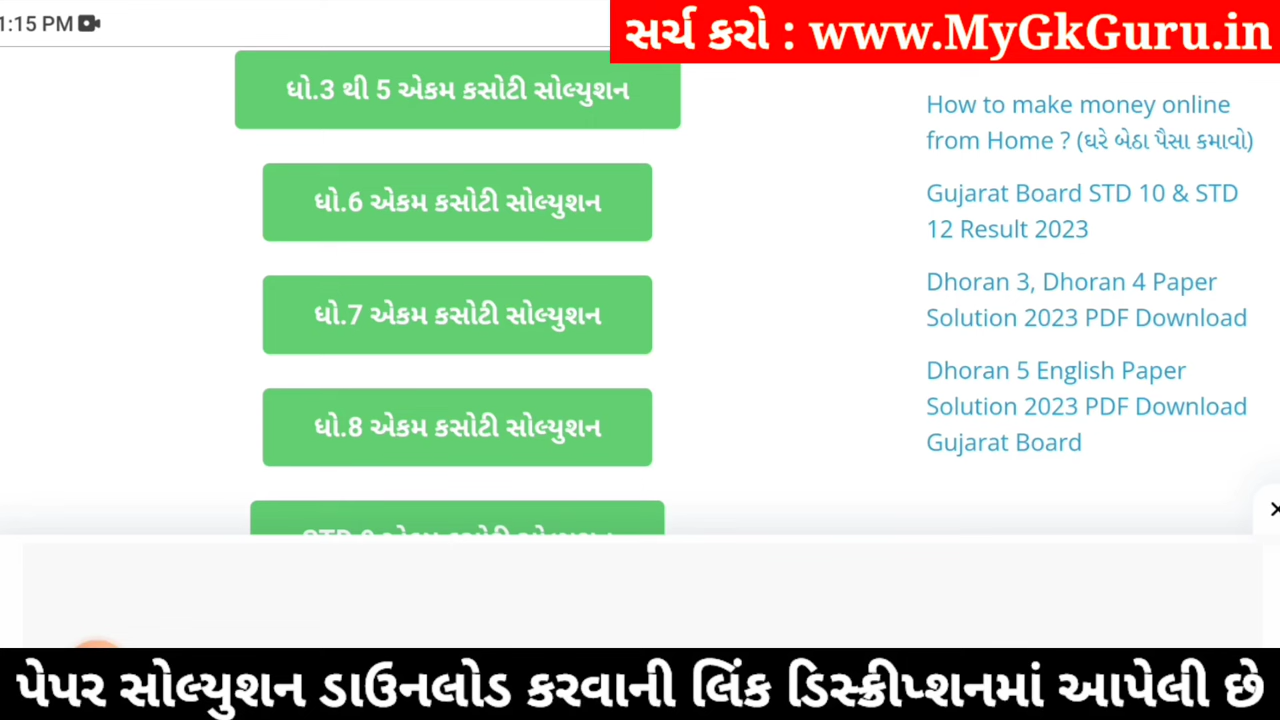 1:15 PM
સર્ચ કરો : www.MyGkGuru.in
ધો.3 થી 5 એકમ કસોટી સોલ્યુશન
ધો.6 એકમ કસોટી સોલ્યુશન
ધો.7 એકમ કસોટી સોલ્યુશન
ધો.8 એકમ કસોટી સોલ્યુશન
How to make money online
from Home ? (ઘરે બેઠા પૈસા કમાવો)
Gujarat Board STD 10 & STD
12 Result 2023
Dhoran 3, Dhoran 4 Paper
Solution 2023 PDF Download
Dhoran 5 English Paper
Solution 2023 PDF Download
Gujarat Board
પેપર સોલ્યુશન ડાઉનલોડ કરવાની લિંક ડિસ્ક્રીપ્શનમાં આપેલી છે